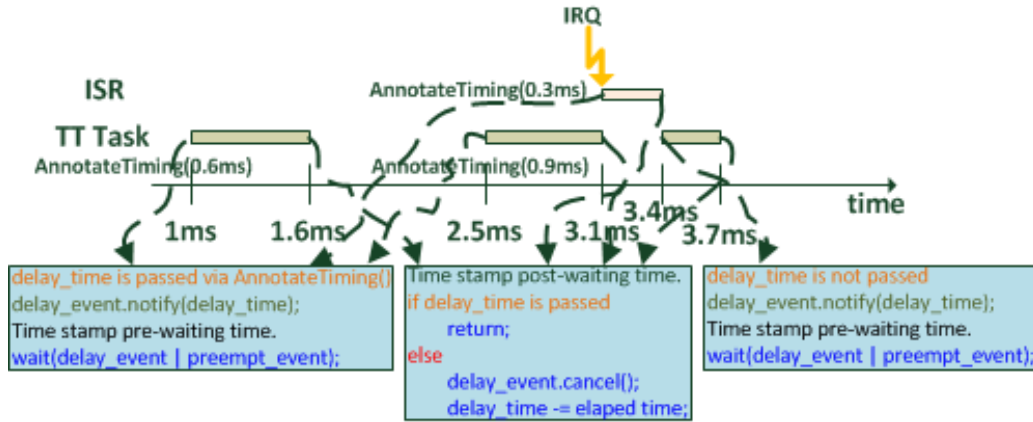 IRQ
ISR
AnnotateTiming(0.3ms)
TT Task
AnnotateTiming(0.6ms)
AnnotateTiming(0.9ms)
time
1ms
1.6ms
2.5ms
3.1ms
3.4ms
3.7ms
delay_time is passed via AnnotateTiming()
delay_event.notify(delay_time);
Time stamp pre-waiting time.
wait(delay_event | preempt_event);
Time stamp post-waiting time.
if delay_time is passed
return;
else
delay_event.cancel();
delay_time -= elaped time;
delay_time is not passed
delay_event.notify(delay_time);
Time stamp pre-waiting time.
wait(delay_event | preempt_event);